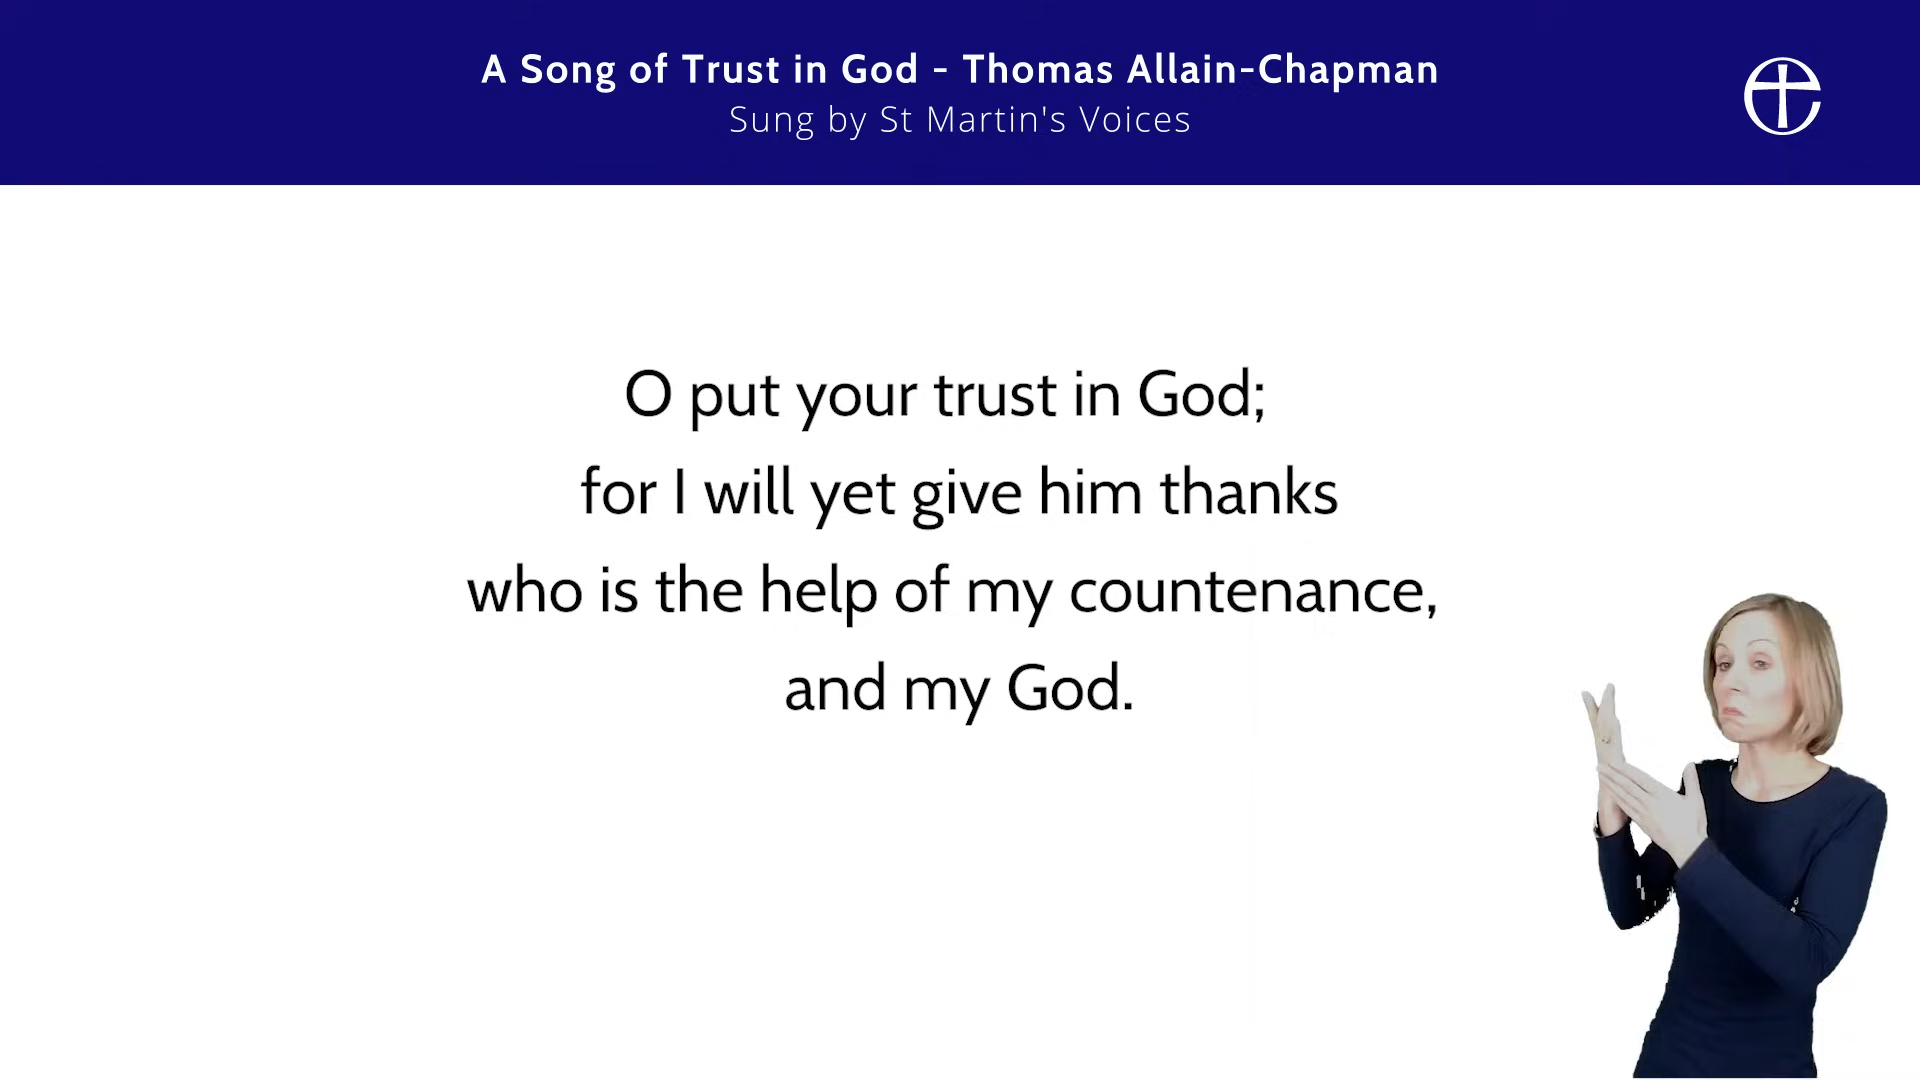 A Song of Trust in God - Thomas Allain-Chapman
Sung by St Martin's Voices
O put your trust in God;
for I will yet give him thanks
who is the help of my countenance,
and my God.